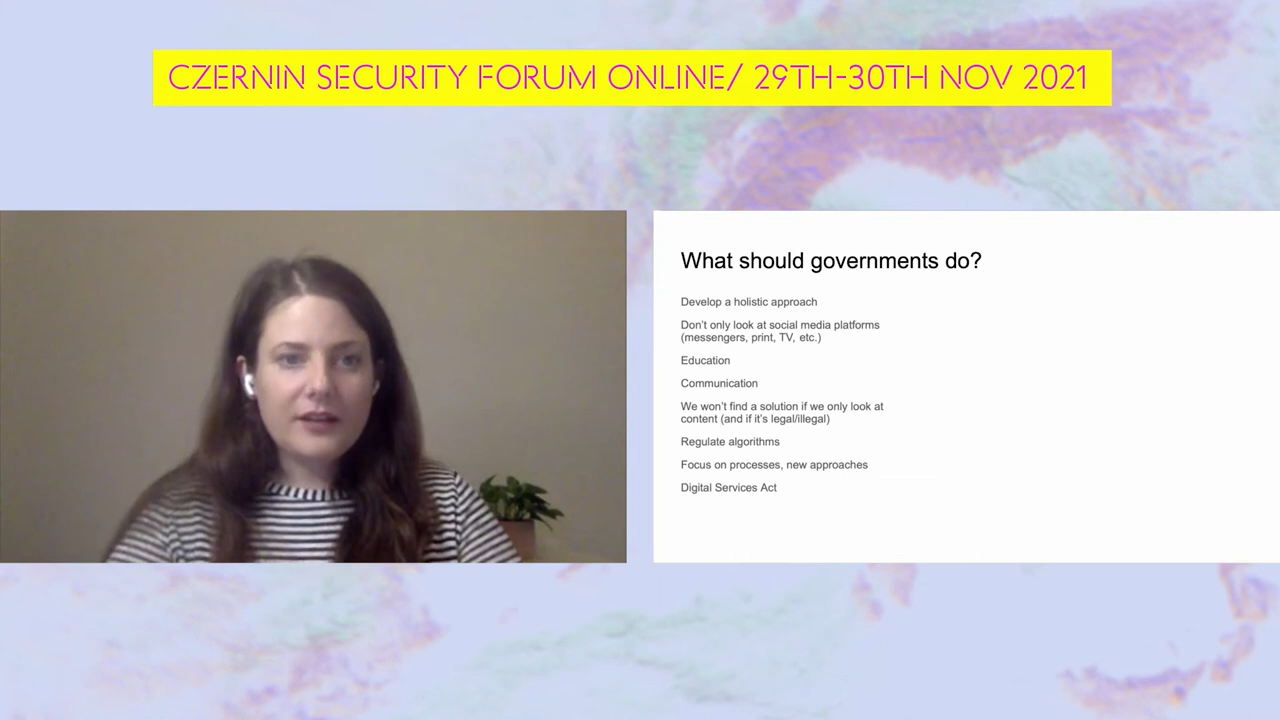 CZERNIN SECURITY FORUM ONLINE/ 29TH-30TH NOV 2021
What should governments do?
Develop a holistic approach
Don't only look at social media platforms
(messengers, print, TV, etc.)
Education
Communication
We won't find a solution if we only look at
content (and if it's legal/illegal)
Regulate algorithms
Focus on processes, new approaches
Digital Services Act